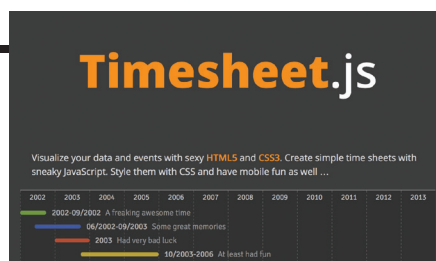 Timesheet.js
Visualize your data and events with sexy HTML5 and CSS3. Create simple time sheets with
sneaky JavaScript. Style them with CSS and have mobile fun as well ...
2002 2003 2004 2005 2006 2007 2008 2009 2010 2011 2012 2013
2002-09/2002 A freaking awesome time
06/2002-09/2003 Some great memories
2003 Had very bad luck
10/2003-2006 At least had fun